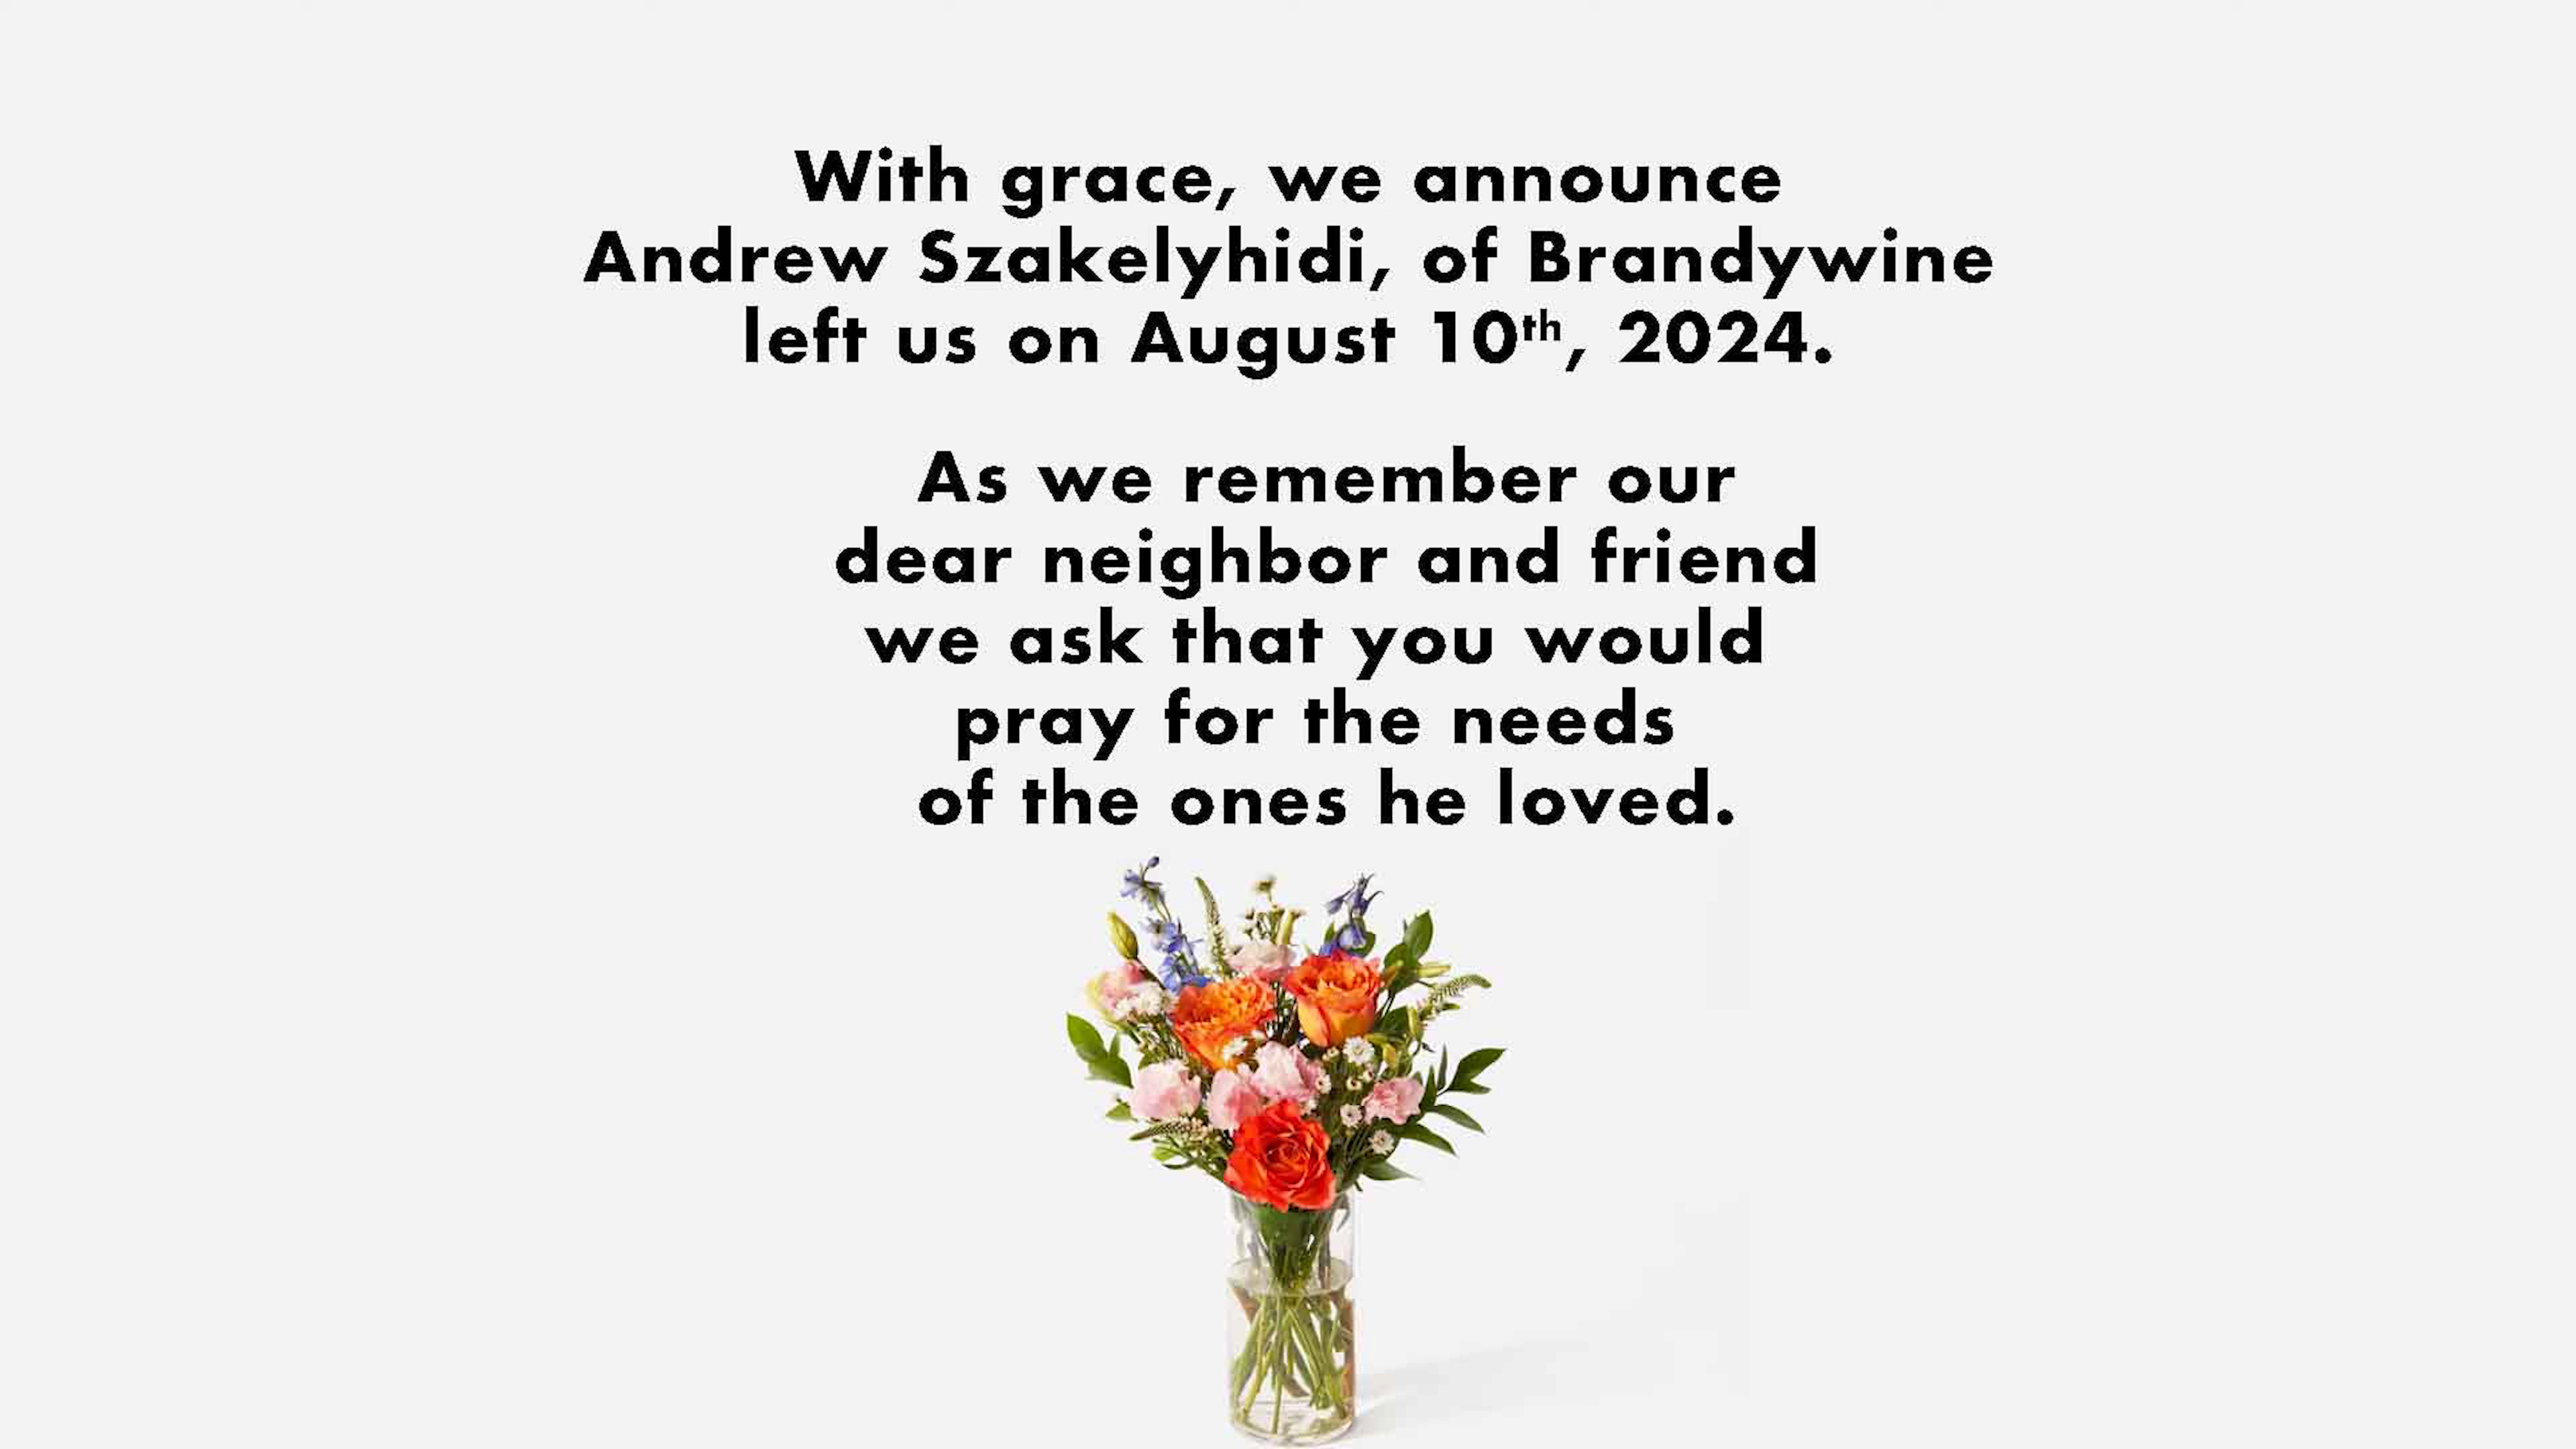 With grace, we announce
Andrew Szakelyhidi, of Brandywine
left us on August 10th, 2024.
As we remember our
dear neighbor and friend
we ask that you would
pray for the needs
of the ones he loved.